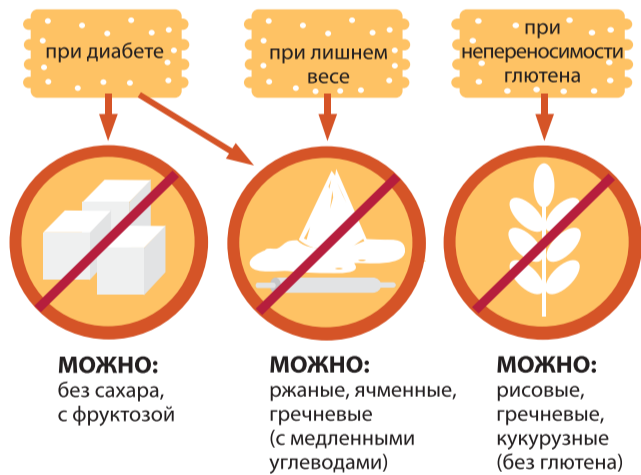 при диабете
при лишнем
весе
при
непереносимости
глютена
МОЖНО:
без сахара,
с фруктозой
МОЖНО:
ржаные, ячменные,
гречневые
(с медленными
углеводами)
МОЖНО:
рисовые,
гречневые,
кукурузные
(без глютена)